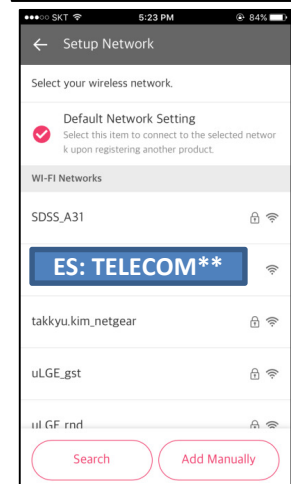 SKT 5:23 PM 84%
Setup Network
Select your wireless network.
Default Network Setting
Select this item to connect to the selected networ
k upon registering another product.
WI-FI Networks
SDSS_A31
ES: TELECOM**
takkyu.kim_netgear
uLGE_gst
uLGE_rnd
Search Add Manually